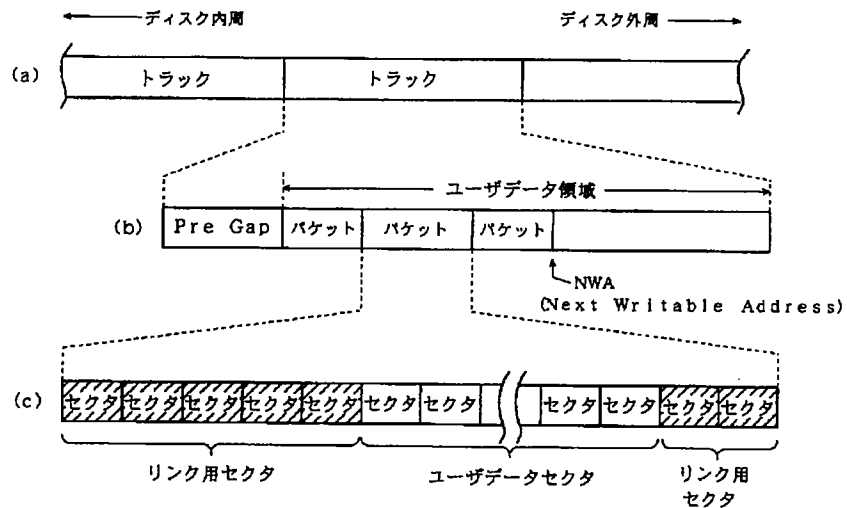 ディスク内周 ディスク外周
(a) トラック トラック
ユーザデータ領域
(b) Pre Gap パケット パケット パケット
NWA
(Next Writable Address)
(c) セクタ セクタ セクタ セクタ セクタ セクタ セクタ セクタ セクタ セクタ セクタ
リンク用セクタ ユーザデータセクタ リンク用
セクタ